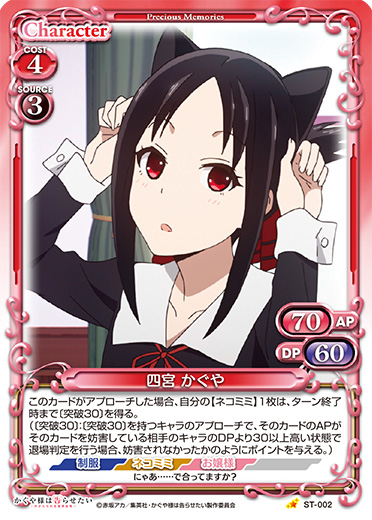 Precious Memories
Character
COST
4
SOURCE
3
70 AP
DP 60
四宮 かぐや
このカードがアプローチした場合、自分の【ネコミミ】1枚は、ターン終了
時まで〔突破30〕を得る。
(〔突破30〕:〔突破30〕を持つキャラのアプローチで、そのカードのAPが
そのカードを妨害している相手のキャラのDPより30以上高い状態で
退場判定を行う場合、妨害されなかったかのようにポイントを与える。)
制服 ネコミミ お嬢様
にゃあ……で合ってますか?
かぐや様は告らせたい
©赤坂アカ/集英社・かぐや様は告らせたい製作委員会
ST-002